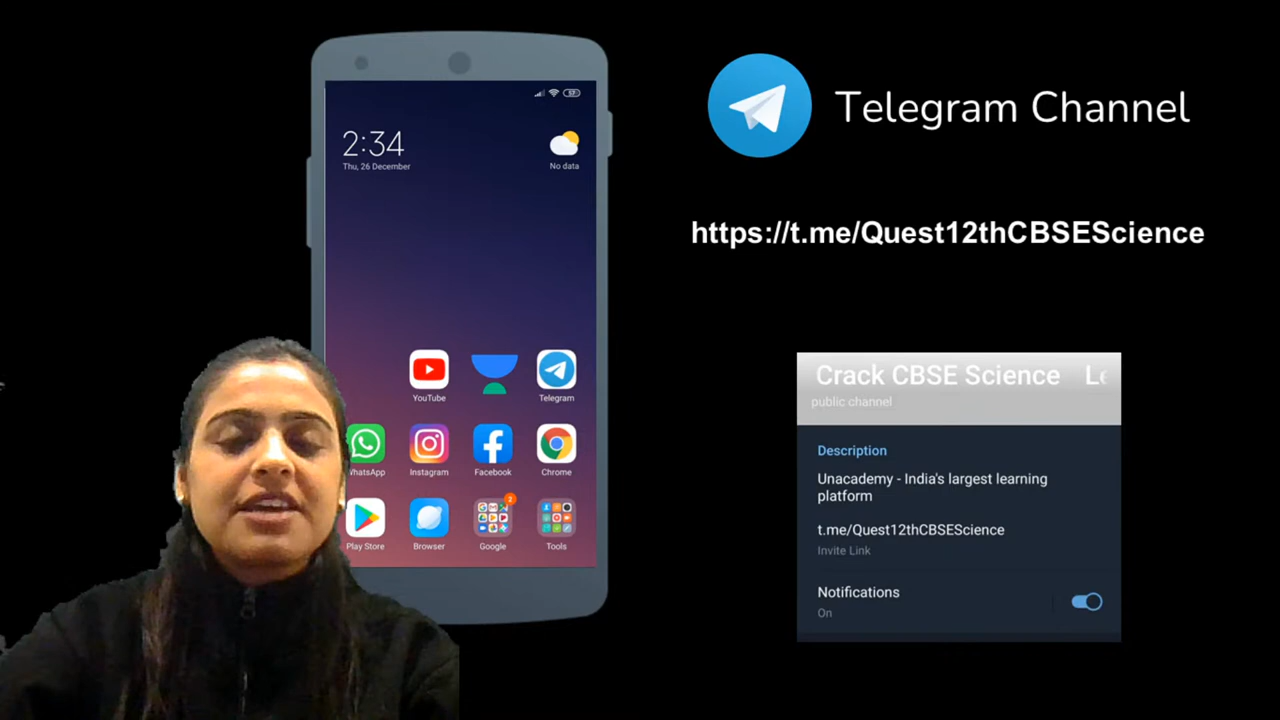 Telegram Channel
https://t.me/Quest12thCBSEScience
2:34
Thu, 26 December
No data
YouTube
Telegram
WhatsApp
Instagram
Facebook
Chrome
2
Play Store
Browser
Google
Tools
Crack CBSE Science
public channel
Description
Unacademy - India's largest learning
platform
t.me/Quest12thCBSEScience
Invite Link
Notifications
On